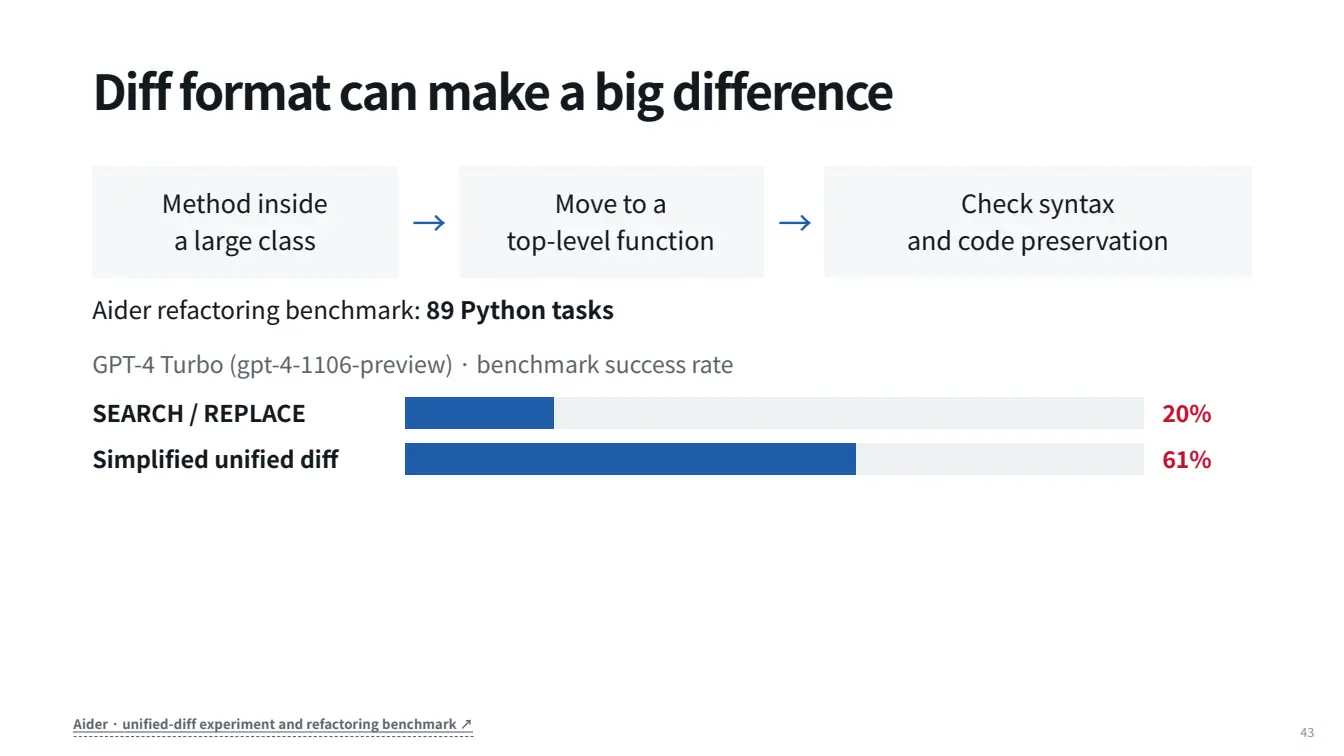 Diff format can make a big difference
Method inside
a large class
→
Move to a
top-level function
→
Check syntax
and code preservation
Aider refactoring benchmark: 89 Python tasks
GPT-4 Turbo (gpt-4-1106-preview) · benchmark success rate
SEARCH / REPLACE 20%
Simplified unified diff 61%
Aider · unified-diff experiment and refactoring benchmark ↗
43